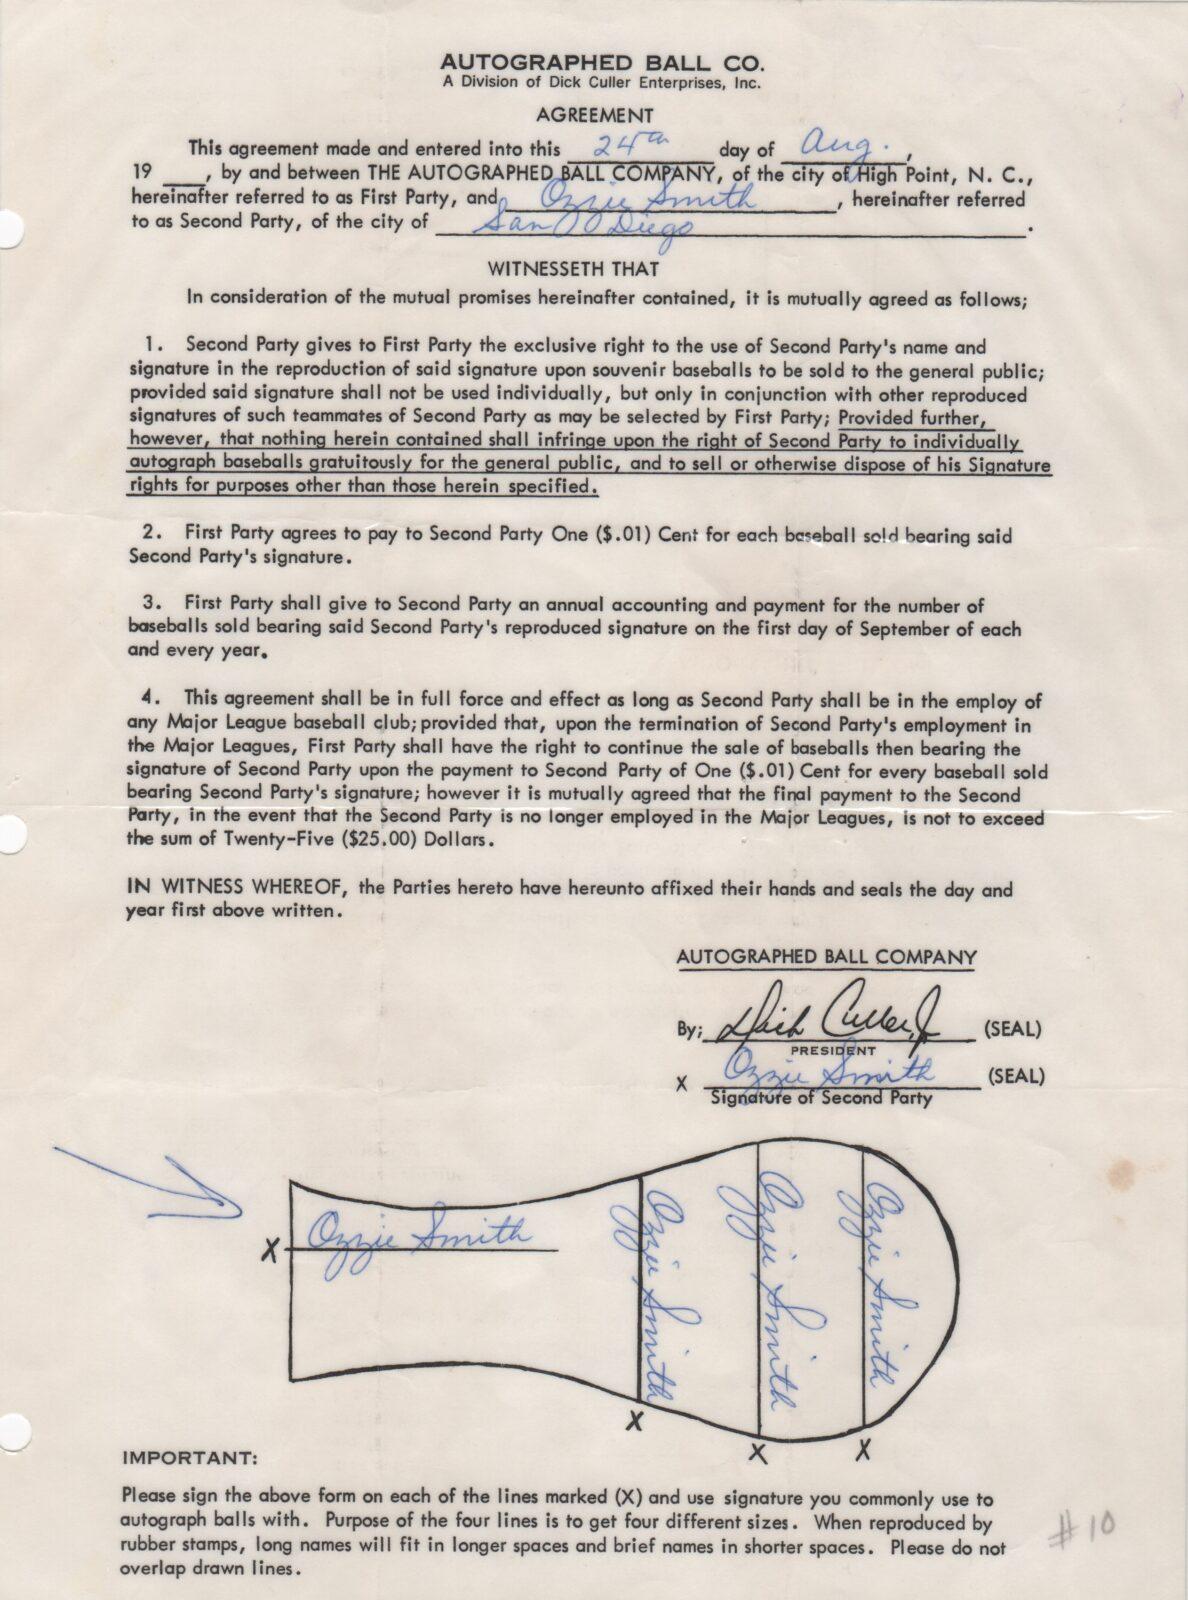 AUTOGRAPHED BALL CO.
A Division of Dick Culler Enterprises, Inc.
AGREEMENT
This agreement made and entered into this 24th day of Aug. ,
19 ___, by and between THE AUTOGRAPHED BALL COMPANY, of the city of High Point, N. C.,
hereinafter referred to as First Party, and Ozzie Smith , hereinafter referred
to as Second Party, of the city of San Diego .
WITNESSETH THAT
In consideration of the mutual promises hereinafter contained, it is mutually agreed as follows;
1. Second Party gives to First Party the exclusive right to the use of Second Party's name and
signature in the reproduction of said signature upon souvenir baseballs to be sold to the general public;
provided said signature shall not be used individually, but only in conjunction with other reproduced
signatures of such teammates of Second Party as may be selected by First Party; Provided further,
however, that nothing herein contained shall infringe upon the right of Second Party to individually
autograph baseballs gratuitously for the general public, and to sell or otherwise dispose of his Signature
rights for purposes other than those herein specified.
2. First Party agrees to pay to Second Party One ($.01) Cent for each baseball sold bearing said
Second Party's signature.
3. First Party shall give to Second Party an annual accounting and payment for the number of
baseballs sold bearing said Second Party's reproduced signature on the first day of September of each
and every year.
4. This agreement shall be in full force and effect as long as Second Party shall be in the employ of
any Major League baseball club; provided that, upon the termination of Second Party's employment in
the Major Leagues, First Party shall have the right to continue the sale of baseballs then bearing the
signature of Second Party upon the payment to Second Party of One ($.01) Cent for every baseball sold
bearing Second Party's signature; however it is mutually agreed that the final payment to the Second
Party, in the event that the Second Party is no longer employed in the Major Leagues, is not to exceed
the sum of Twenty-Five ($25.00) Dollars.
IN WITNESS WHEREOF, the Parties hereto have hereunto affixed their hands and seals the day and
year first above written.
AUTOGRAPHED BALL COMPANY
By; Dick Culler, Jr (SEAL)
PRESIDENT
X Ozzie Smith (SEAL)
Signature of Second Party
X Ozzie Smith
Ozzie Smith
Ozzie Smith
Ozzie Smith
X
X
X
IMPORTANT:
Please sign the above form on each of the lines marked (X) and use signature you commonly use to
autograph balls with. Purpose of the four lines is to get four different sizes. When reproduced by
rubber stamps, long names will fit in longer spaces and brief names in shorter spaces. Please do not
overlap drawn lines.
#10